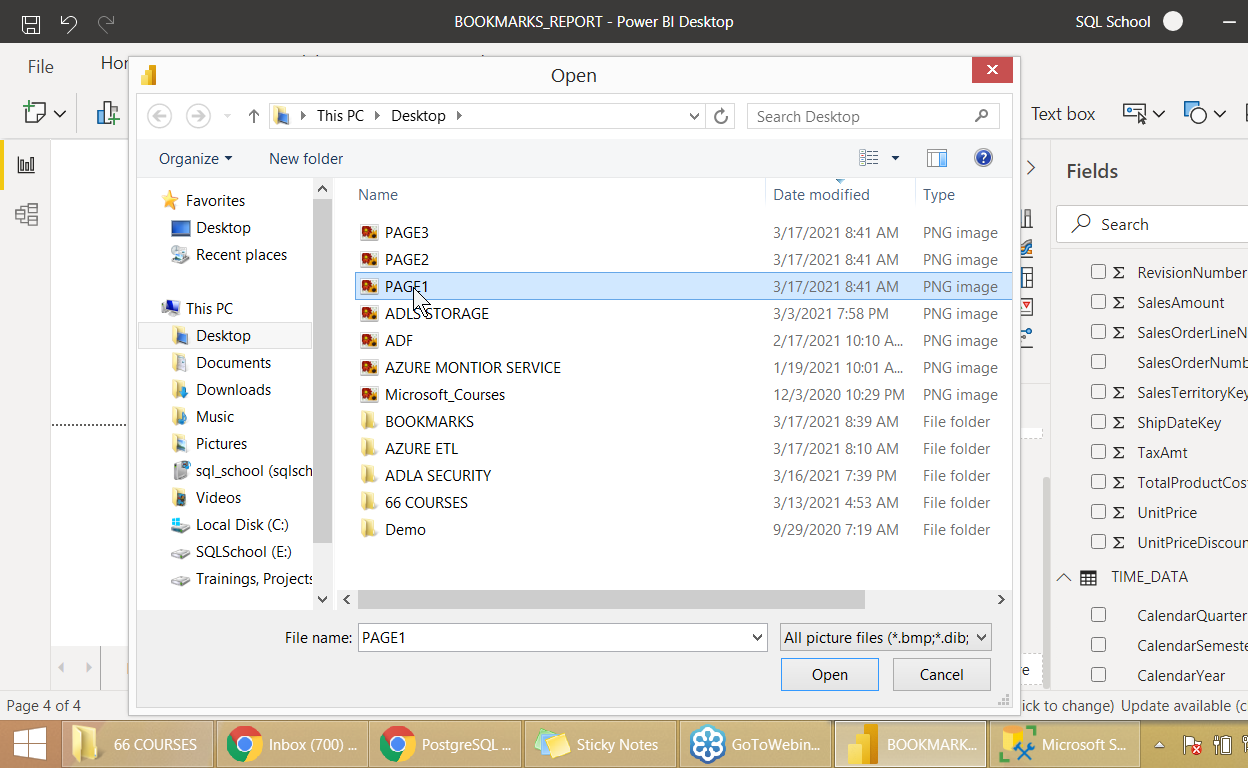 BOOKMARKS_REPORT - Power BI Desktop
SQL School
File
Text box
Open
This PC
Desktop
Search Desktop
Organize
New folder
Name
Date modified
Type
Favorites
Desktop
Recent places
This PC
Desktop
Documents
Downloads
Music
Pictures
sql_school (sqlsch
Videos
Local Disk (C:)
SQLSchool (E:)
Trainings, Projects
PAGE3 3/17/2021 8:41 AM PNG image
PAGE2 3/17/2021 8:41 AM PNG image
PAGE1 3/17/2021 8:41 AM PNG image
ADLS STORAGE 3/3/2021 7:58 PM PNG image
ADF 2/17/2021 10:10 A... PNG image
AZURE MONTIOR SERVICE 1/19/2021 10:01 A... PNG image
Microsoft_Courses 12/3/2020 10:29 PM PNG image
BOOKMARKS 3/17/2021 8:39 AM File folder
AZURE ETL 3/17/2021 8:10 AM File folder
ADLA SECURITY 3/16/2021 7:39 PM File folder
66 COURSES 3/13/2021 4:53 AM File folder
Demo 9/29/2020 7:19 AM File folder
File name: PAGE1
All picture files (*.bmp;*.dib;
Open
Cancel
Fields
Search
RevisionNumber
SalesAmount
SalesOrderLineN
SalesOrderNumb
SalesTerritoryKey
ShipDateKey
TaxAmt
TotalProductCost
UnitPrice
UnitPriceDiscoun
TIME_DATA
CalendarQuarter
CalendarSemeste
CalendarYear
Page 4 of 4
ick to change)
Update available (c
66 COURSES
Inbox (700) ...
PostgreSQL ...
Sticky Notes
GoToWebin...
BOOKMARK...
Microsoft S...